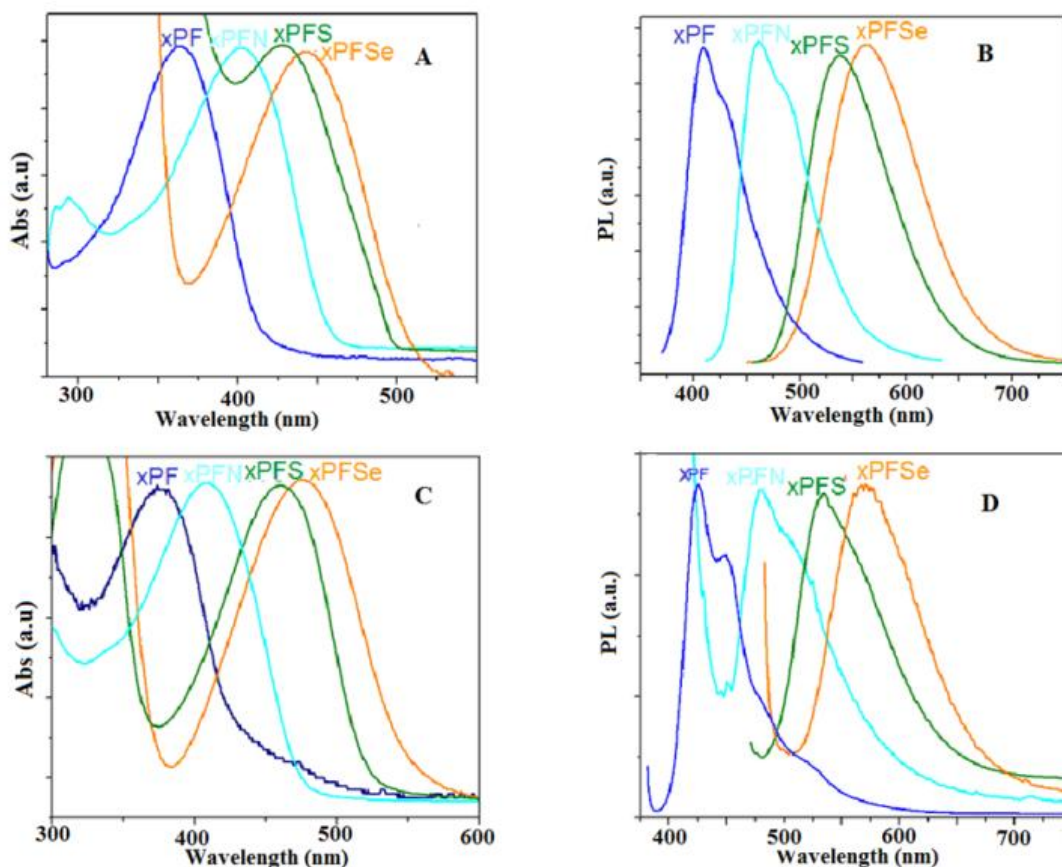 xPF xPFN xPFS xPFSe
A
Abs (a.u)
300 400 500
Wavelength (nm)
xPF xPFN xPFS xPFSe
B
PL (a.u.)
400 500 600 700
Wavelength (nm)
xPF xPFN xPFS xPFSe
C
Abs (a.u)
300 400 500 600
Wavelength (nm)
xPF xPFN xPFS xPFSe
D
PL (a.u.)
400 500 600 700
Wavelength (nm)